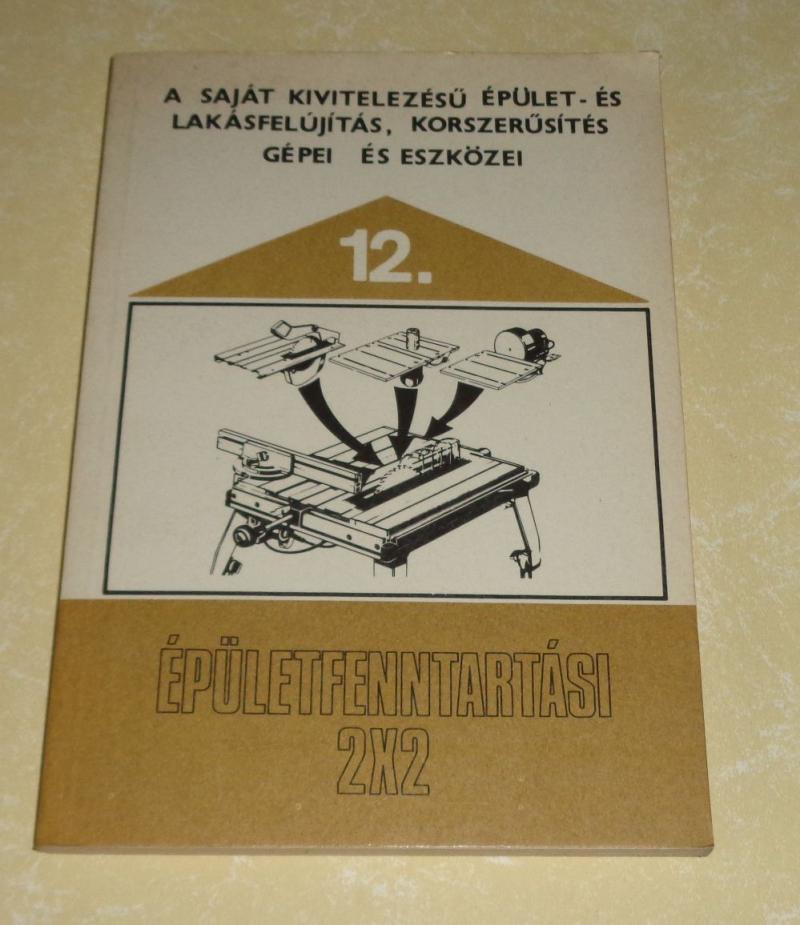 A SAJÁT KIVITELEZÉSŰ ÉPÜLET-ÉS
LAKÁSFELÚJÍTÁS, KORSZERŰSÍTÉS
GÉPEI ÉS ESZKÖZEI
12.
ÉPÜLETFENNTARTÁSI
2X2